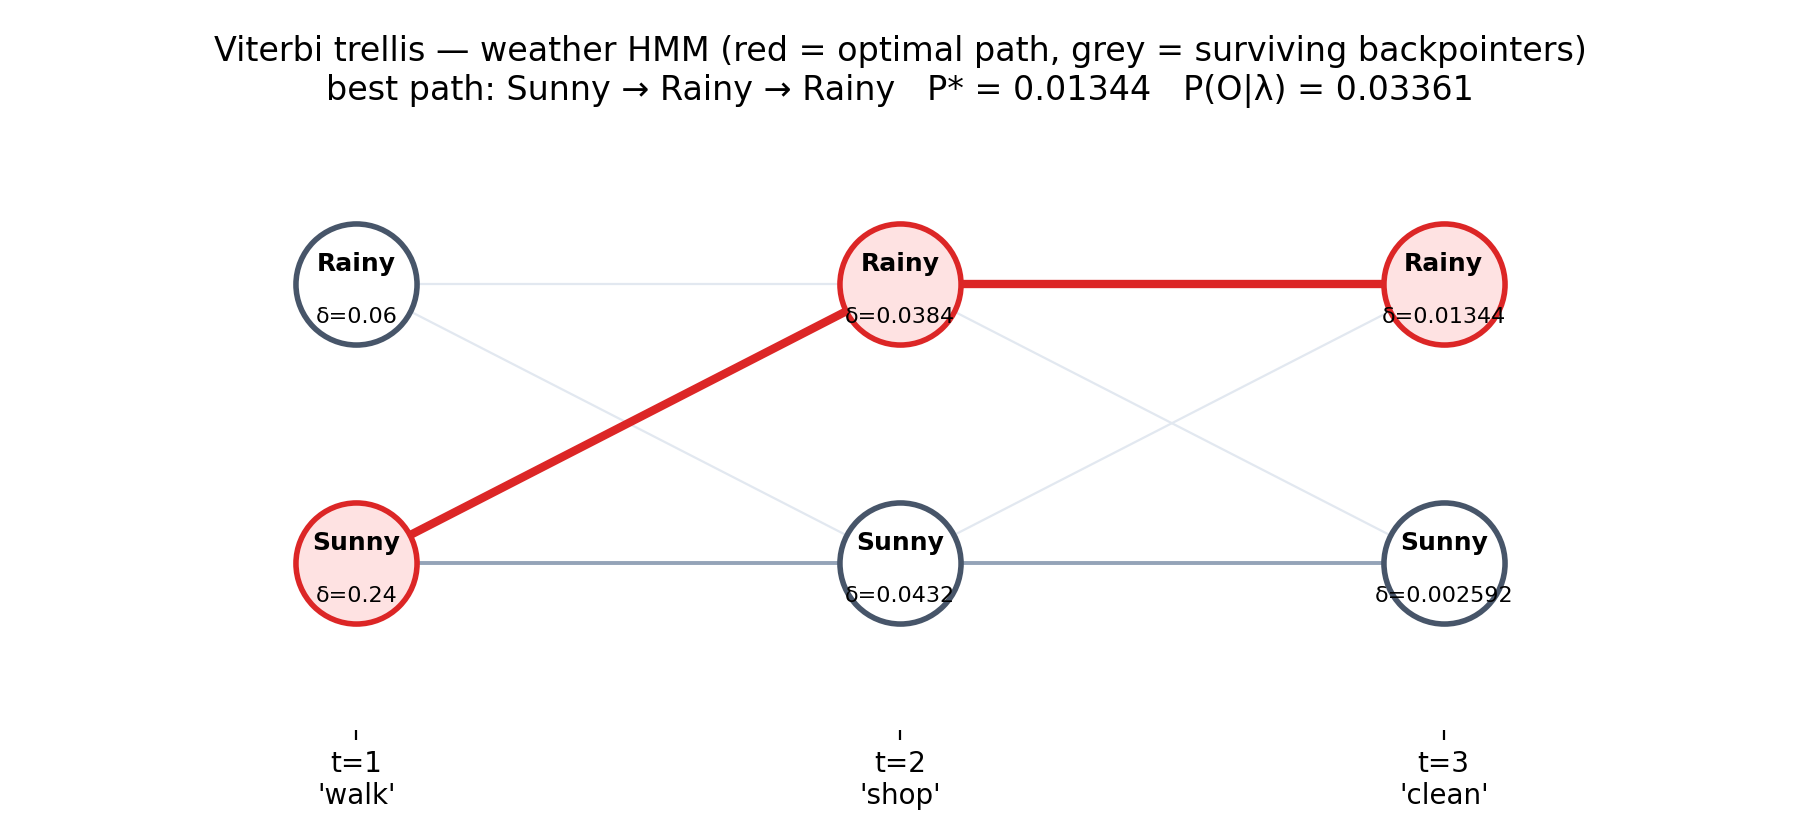 Viterbi trellis — weather HMM (red = optimal path, grey = surviving backpointers)
best path: Sunny → Rainy → Rainy   P* = 0.01344   P(O|λ) = 0.03361
Rainy
δ=0.06
Rainy
δ=0.0384
Rainy
δ=0.01344
Sunny
δ=0.24
Sunny
δ=0.0432
Sunny
δ=0.002592
t=1
'walk'
t=2
'shop'
t=3
'clean'